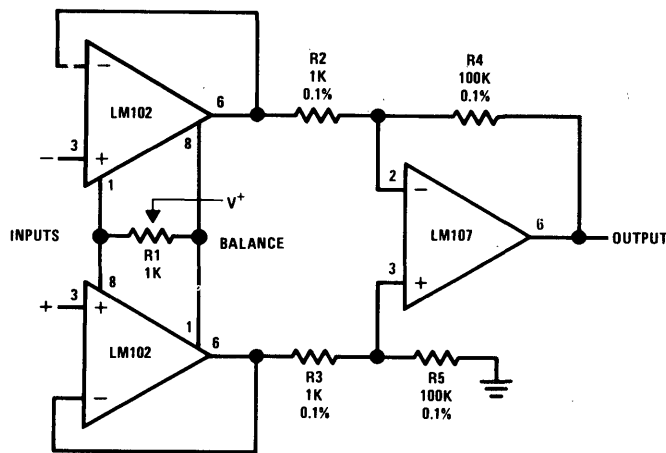 R2
1K
0.1%
R4
100K
0.1%
−
6
LM102
8
− 3 +
1
2
−
V+
LM107
6
OUTPUT
INPUTS
R1
1K
BALANCE
3
+
8
+ 3 +
1
6
LM102
−
R3
1K
0.1%
R5
100K
0.1%